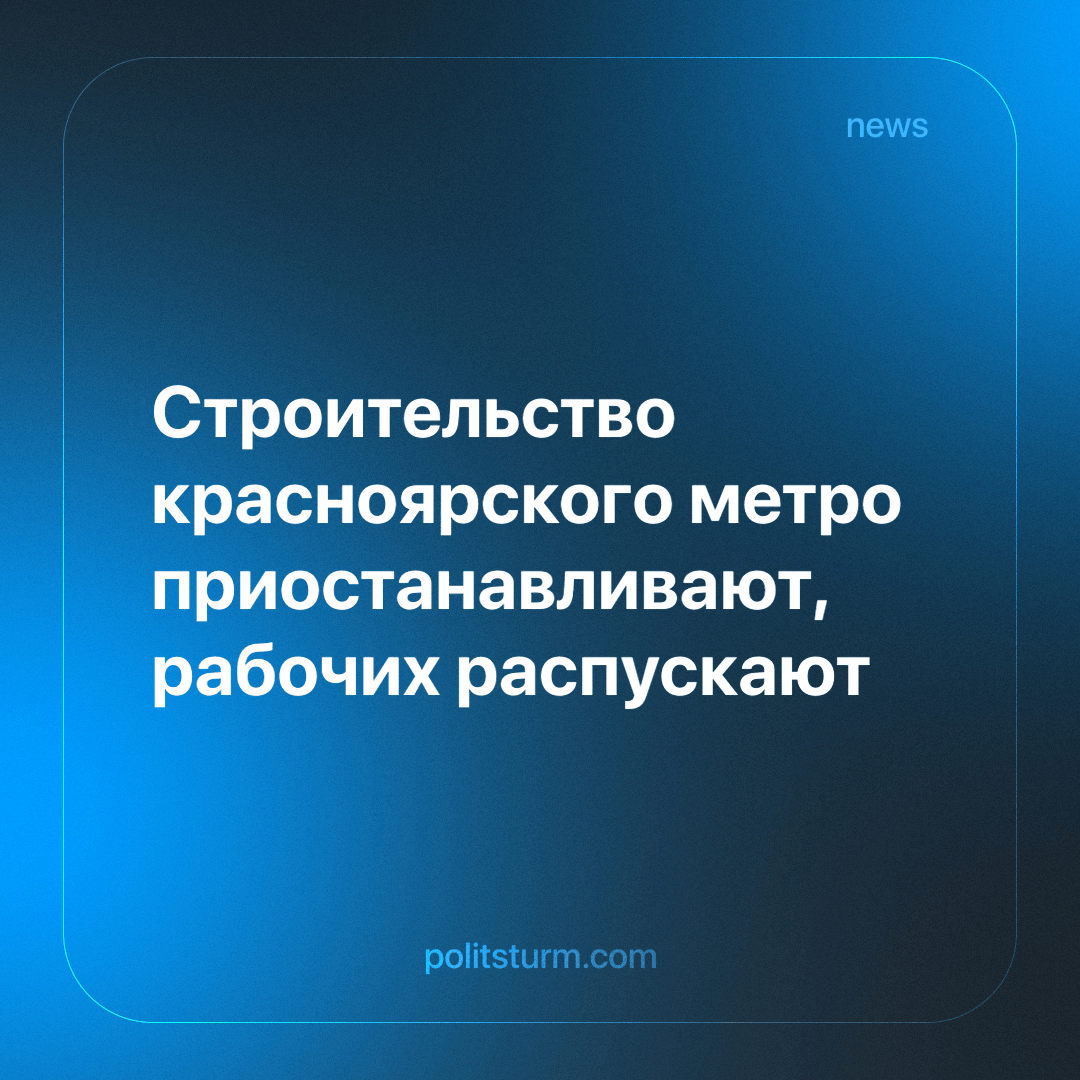 news
Строительство
красноярского метро
приостанавливают,
рабочих распускают
politsturm.com